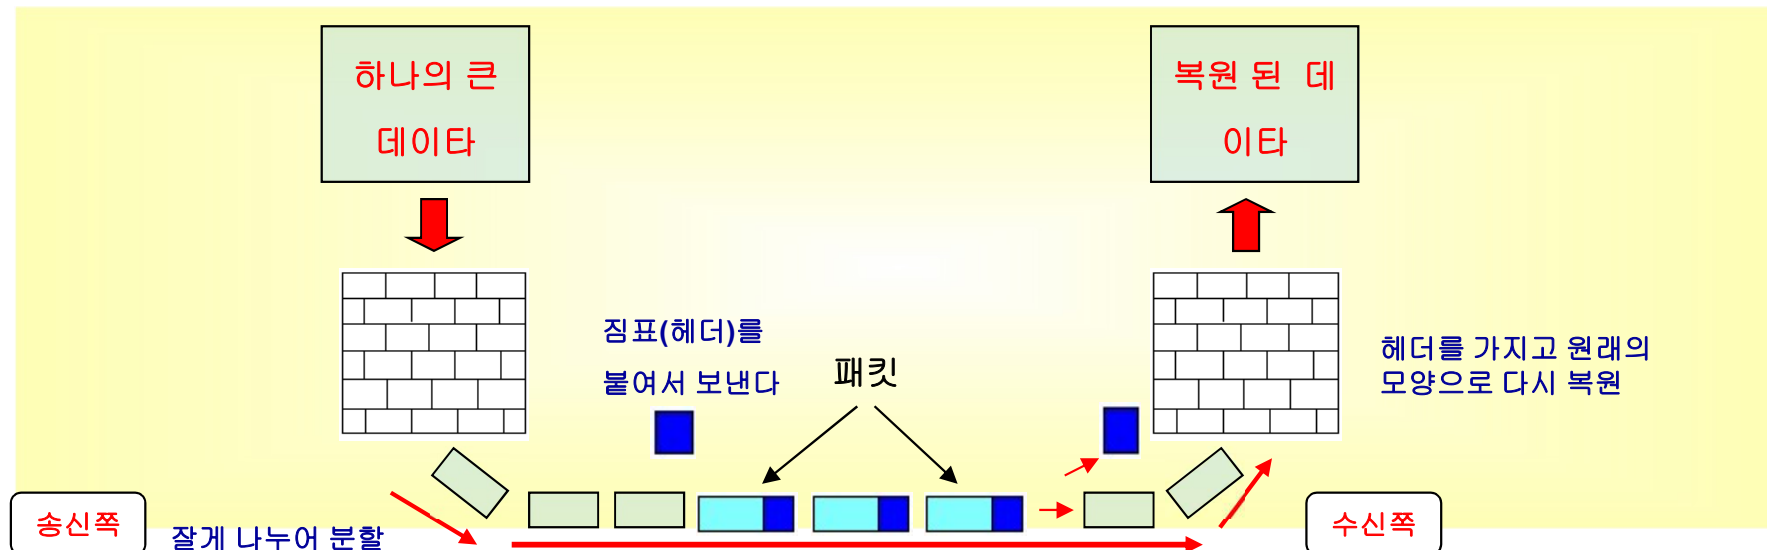 하나의 큰
데이타
복원 된  데
이타
짐표(헤더)를
붙여서 보낸다
패킷
헤더를 가지고 원래의
모양으로 다시 복원
송신쪽
잘게 나누어 분할
수신쪽